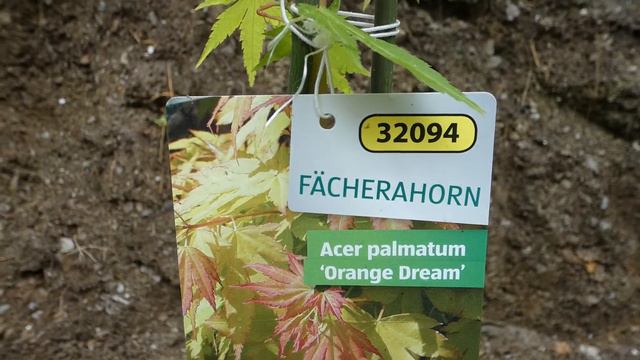 32094
FÄCHERAHORN
Acer palmatum
‘Orange Dream’